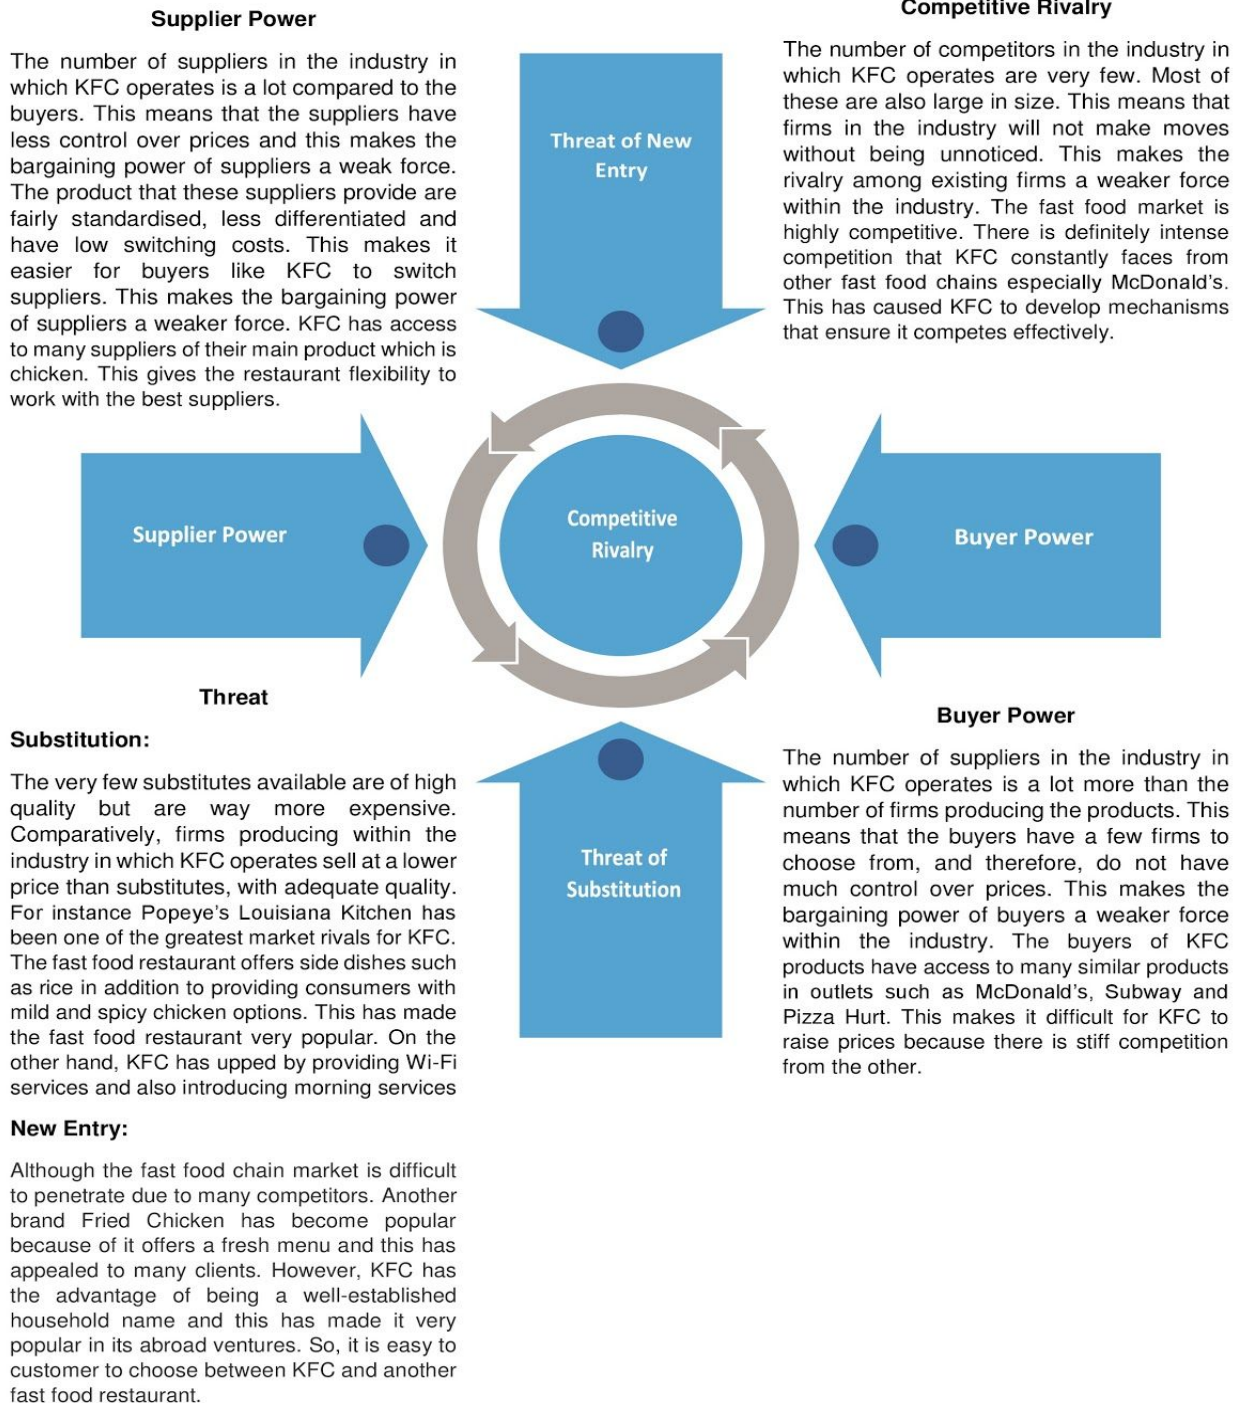 Supplier Power
The number of suppliers in the industry in
which KFC operates is a lot compared to the
buyers. This means that the suppliers have
less control over prices and this makes the
bargaining power of suppliers a weak force.
The product that these suppliers provide are
fairly standardised, less differentiated and
have low switching costs. This makes it
easier for buyers like KFC to switch
suppliers. This makes the bargaining power
of suppliers a weaker force. KFC has access
to many suppliers of their main product which is
chicken. This gives the restaurant flexibility to
work with the best suppliers.
Threat of New
Entry
Competitive Rivalry
The number of competitors in the industry in
which KFC operates are very few. Most of
these are also large in size. This means that
firms in the industry will not make moves
without being unnoticed. This makes the
rivalry among existing firms a weaker force
within the industry. The fast food market is
highly competitive. There is definitely intense
competition that KFC constantly faces from
other fast food chains especially McDonald's.
This has caused KFC to develop mechanisms
that ensure it competes effectively.
Supplier Power
Competitive
Rivalry
Buyer Power
Threat
Substitution:
The very few substitutes available are of high
quality but are way more expensive.
Comparatively, firms producing within the
industry in which KFC operates sell at a lower
price than substitutes, with adequate quality.
For instance Popeye's Louisiana Kitchen has
been one of the greatest market rivals for KFC.
The fast food restaurant offers side dishes such
as rice in addition to providing consumers with
mild and spicy chicken options. This has made
the fast food restaurant very popular. On the
other hand, KFC has upped by providing Wi-Fi
services and also introducing morning services
New Entry:
Although the fast food chain market is difficult
to penetrate due to many competitors. Another
brand Fried Chicken has become popular
because of it offers a fresh menu and this has
appealed to many clients. However, KFC has
the advantage of being a well-established
household name and this has made it very
popular in its abroad ventures. So, it is easy to
customer to choose between KFC and another
fast food restaurant.
Threat of
Substitution
Buyer Power
The number of suppliers in the industry in
which KFC operates is a lot more than the
number of firms producing the products. This
means that the buyers have a few firms to
choose from, and therefore, do not have
much control over prices. This makes the
bargaining power of buyers a weaker force
within the industry. The buyers of KFC
products have access to many similar products
in outlets such as McDonald's, Subway and
Pizza Hurt. This makes it difficult for KFC to
raise prices because there is stiff competition
from the other.